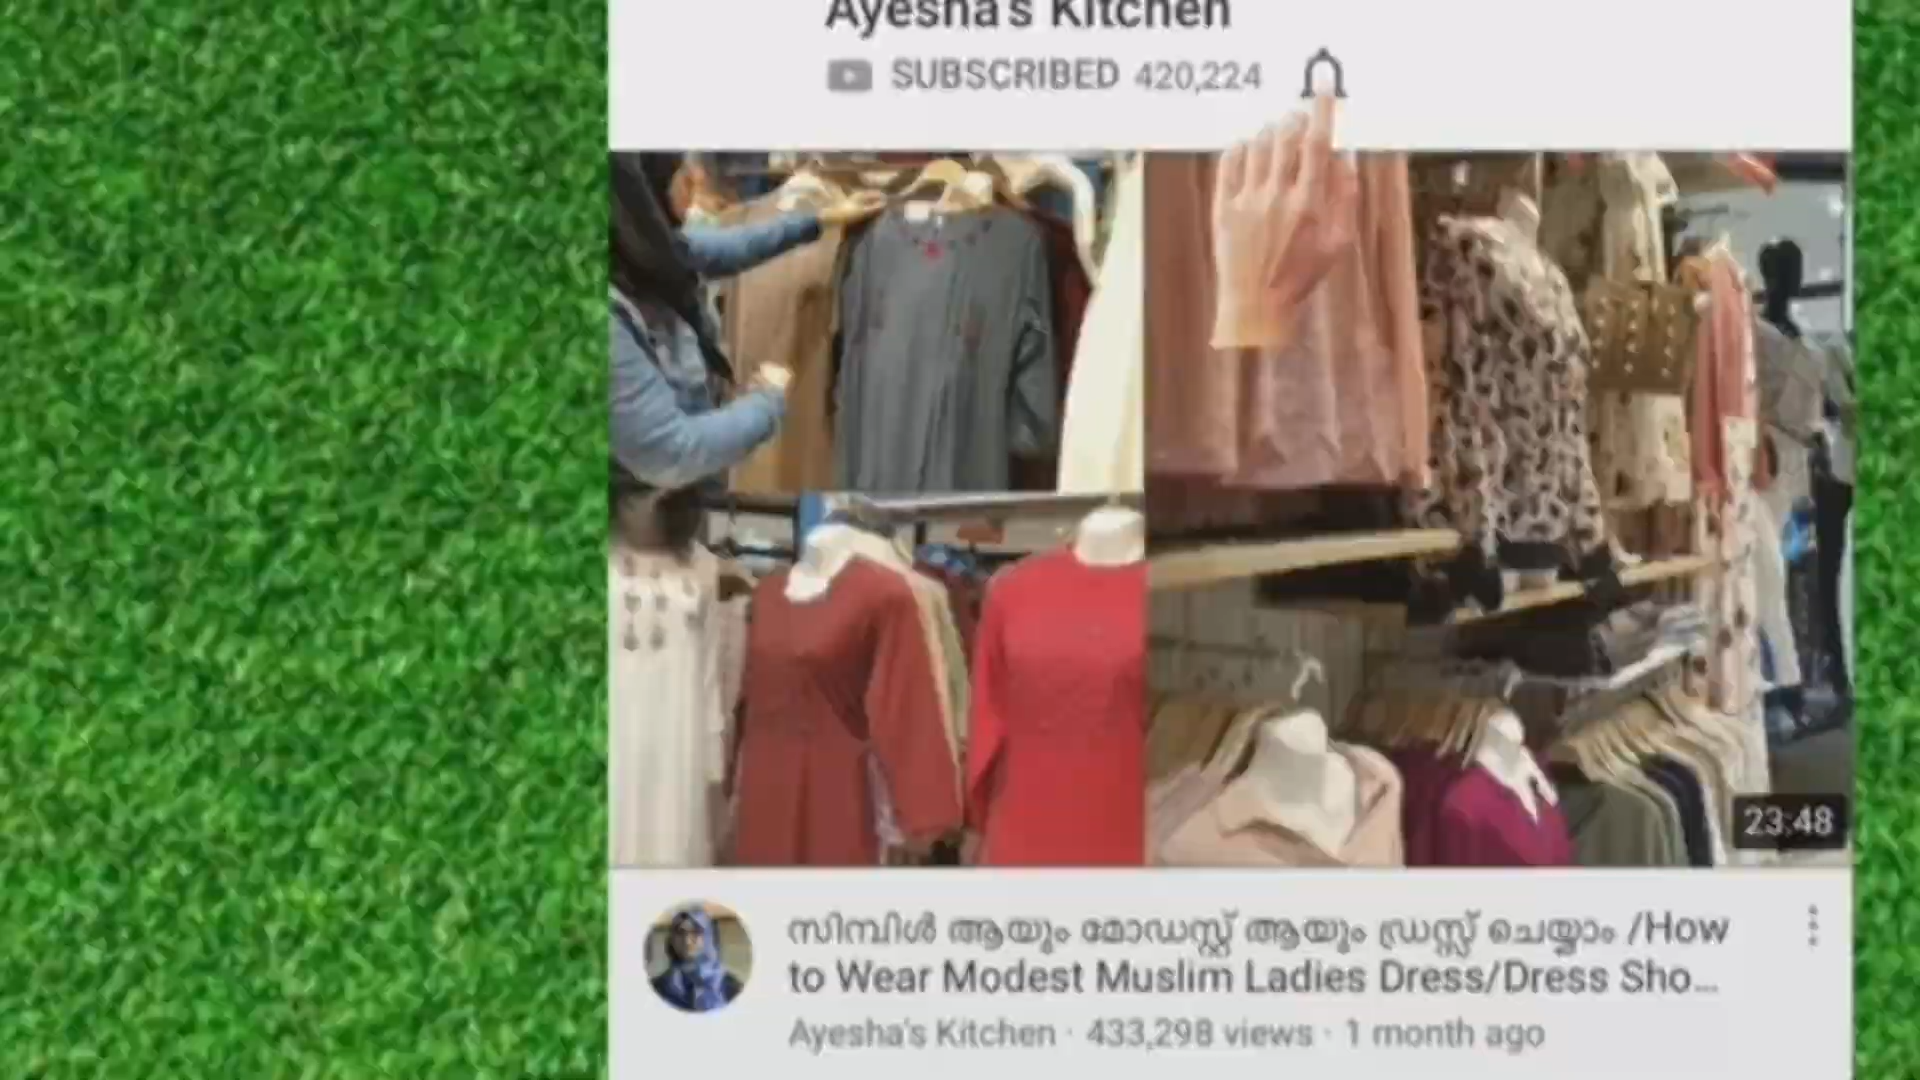 Ayesha's Kitchen
SUBSCRIBED 420,224
23:48
സിമ്പിൾ ആയും മോഡസ്റ്റ് ആയും ഡ്രസ്സ് ചെയ്യാം /How
to Wear Modest Muslim Ladies Dress/Dress Sho...
Ayesha's Kitchen · 433,298 views · 1 month ago